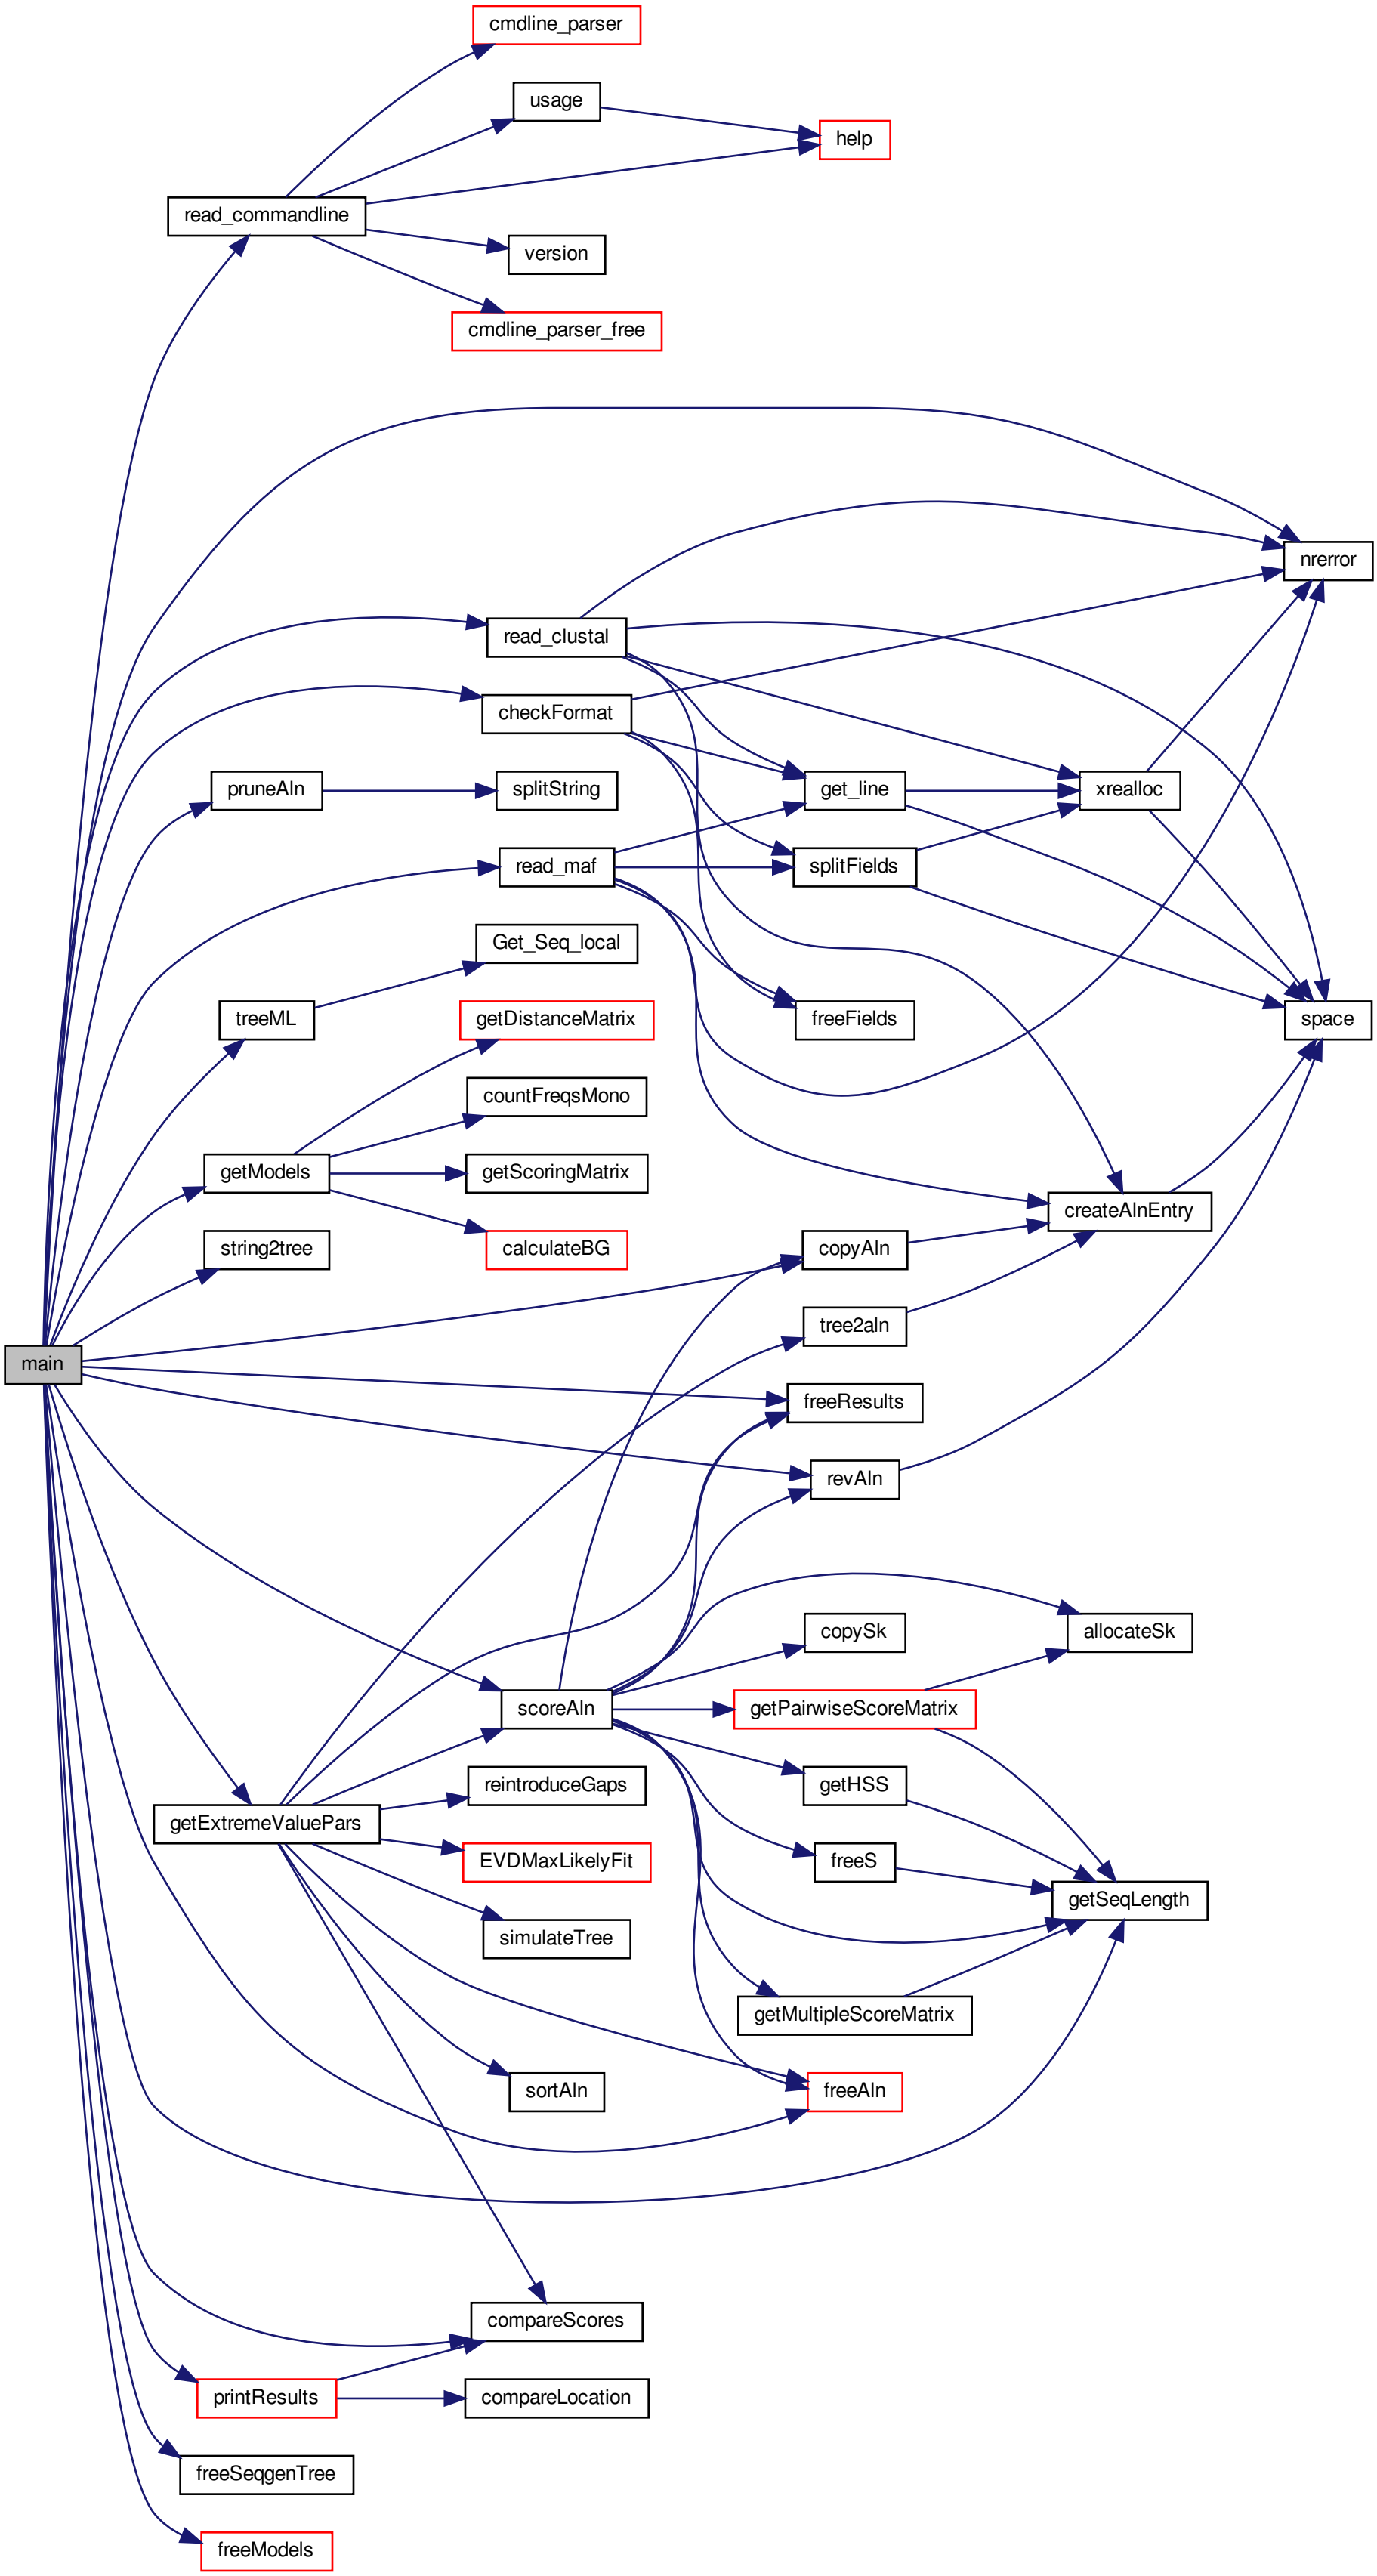 cmdline_parser
usage
help
read_commandline
version
cmdline_parser_free
nrerror
read_clustal
checkFormat
pruneAln
splitString
get_line
xrealloc
read_maf
splitFields
Get_Seq_local
treeML
getDistanceMatrix
freeFields
space
countFreqsMono
getModels
getScoringMatrix
createAlnEntry
string2tree
calculateBG
copyAln
tree2aln
main
freeResults
revAln
copySk
allocateSk
scoreAln
getPairwiseScoreMatrix
reintroduceGaps
getHSS
getExtremeValuePars
EVDMaxLikelyFit
freeS
getSeqLength
simulateTree
getMultipleScoreMatrix
sortAln
freeAln
compareScores
printResults
compareLocation
freeSeqgenTree
freeModels